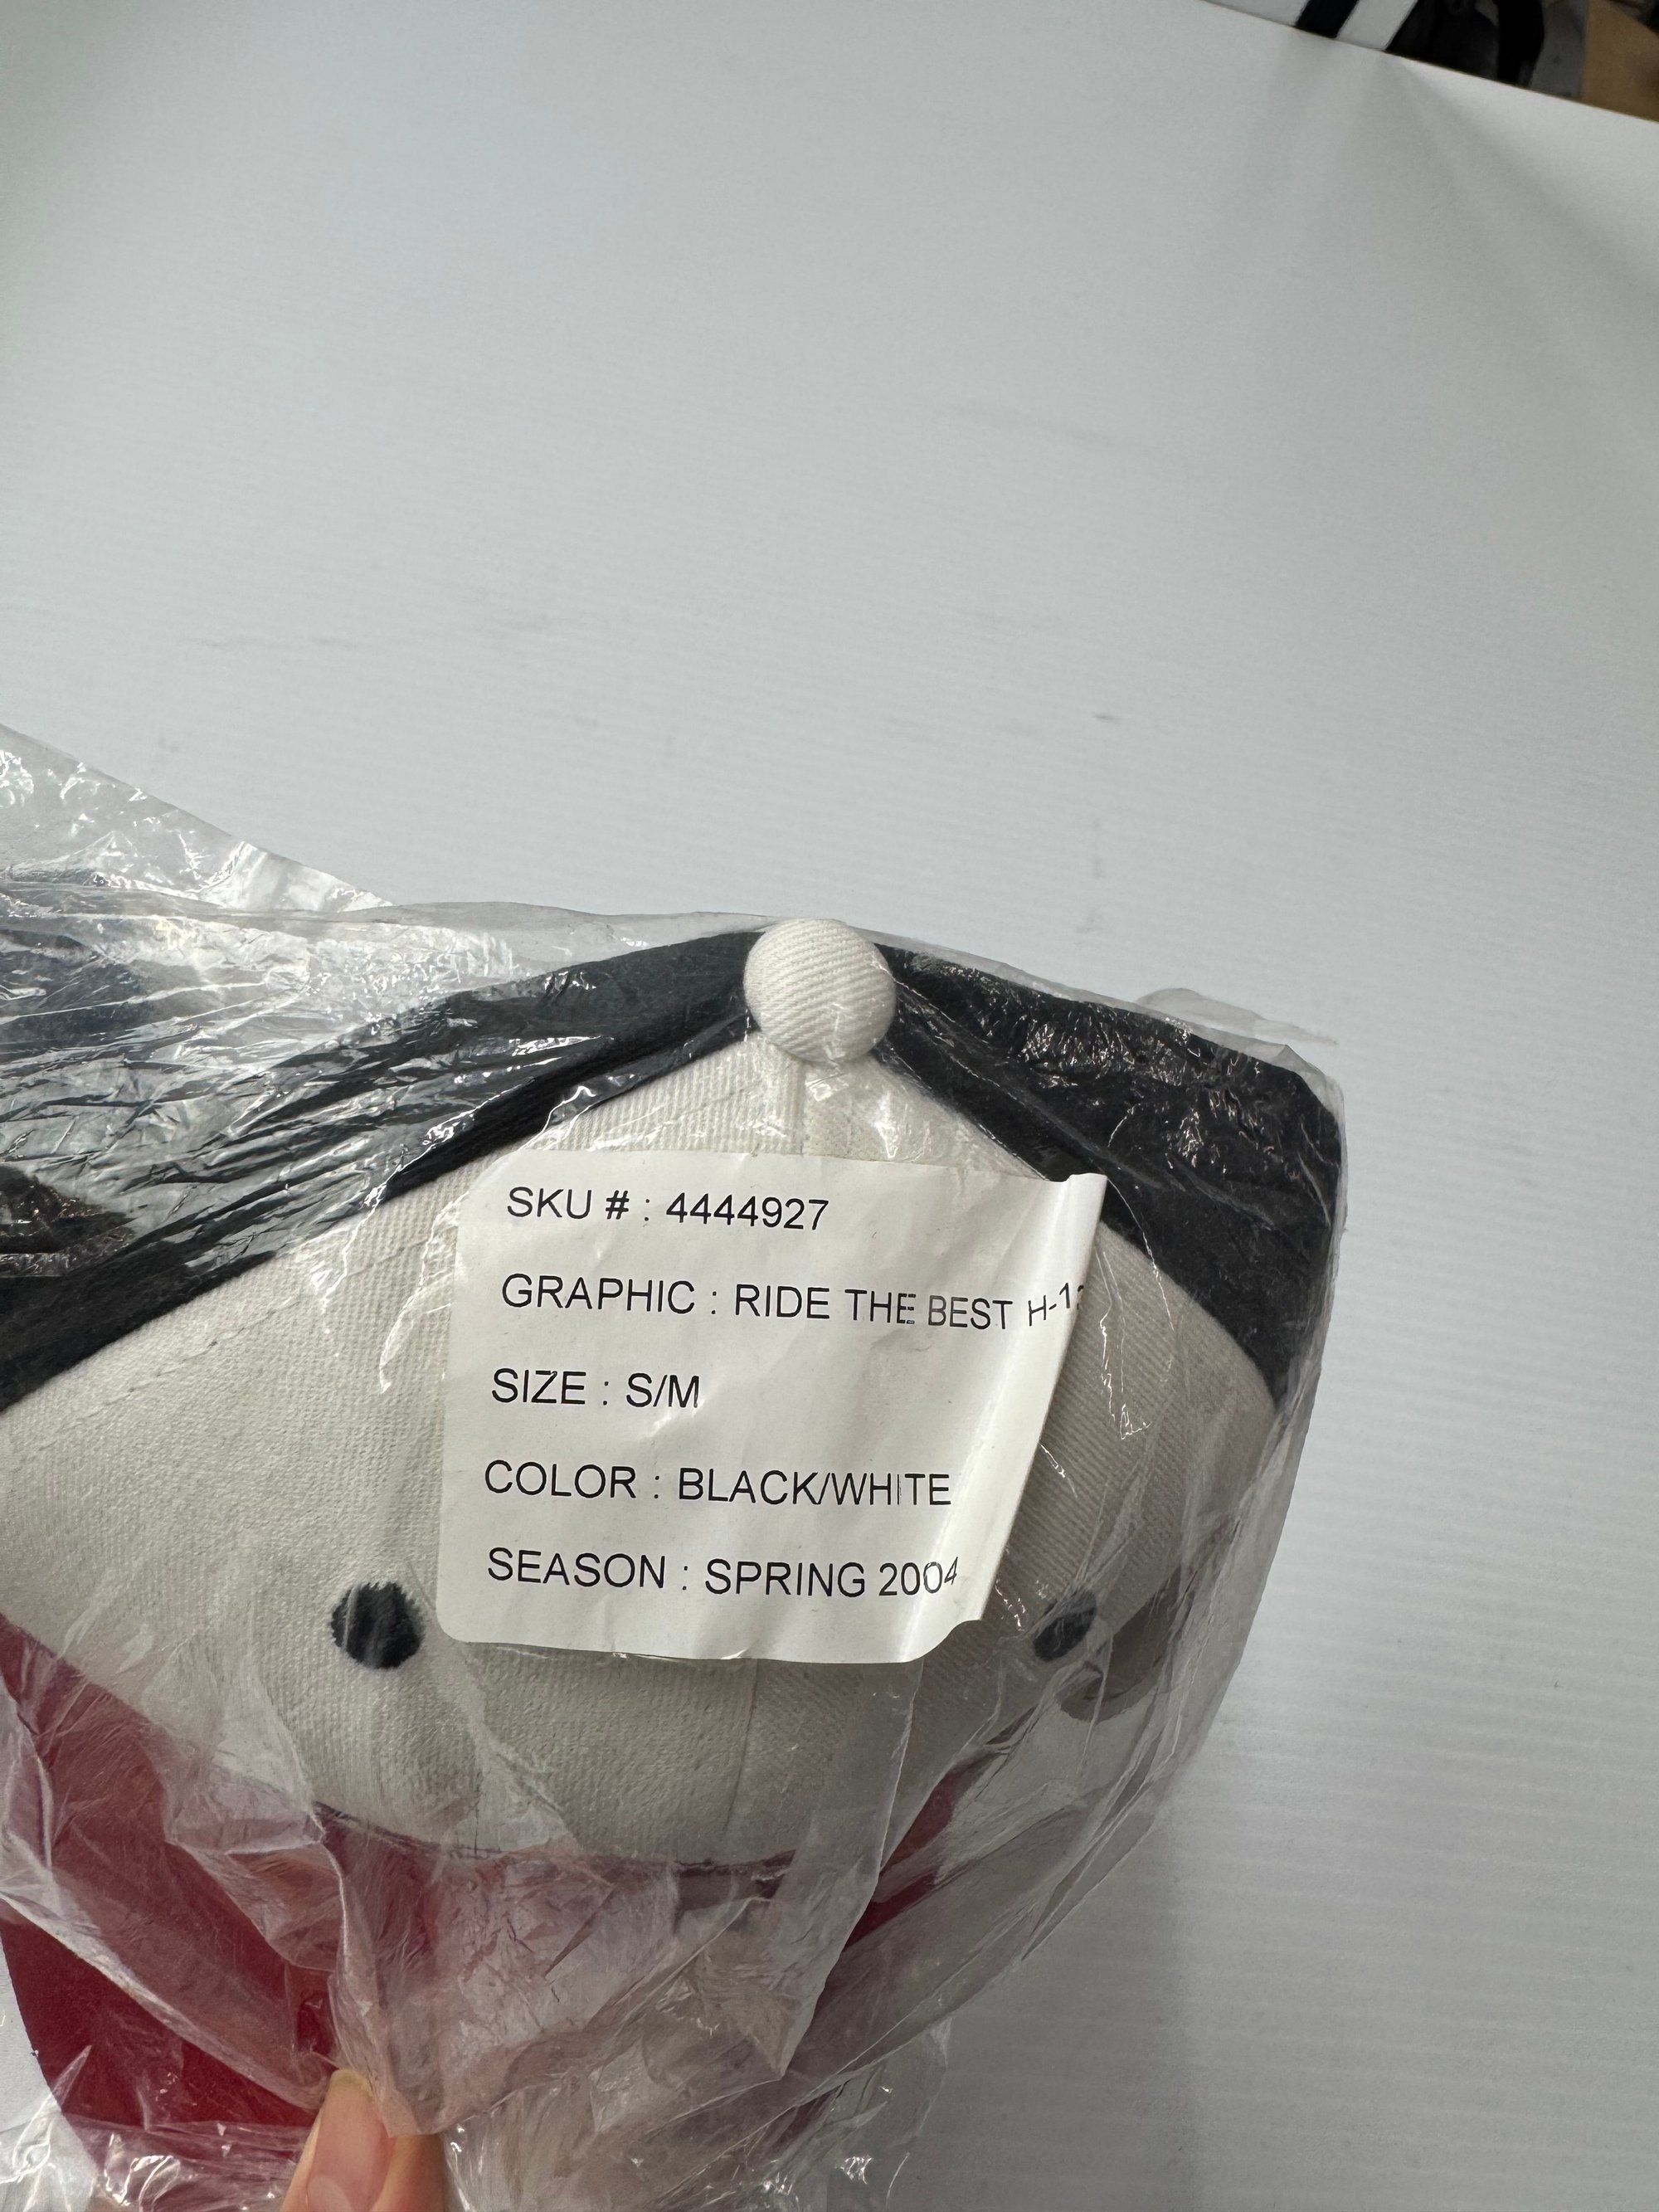 SKU # : 4444927
GRAPHIC : RIDE THE BEST
SIZE : S/M
COLOR : BLACK/WHITE
SEASON : SPRING 2004